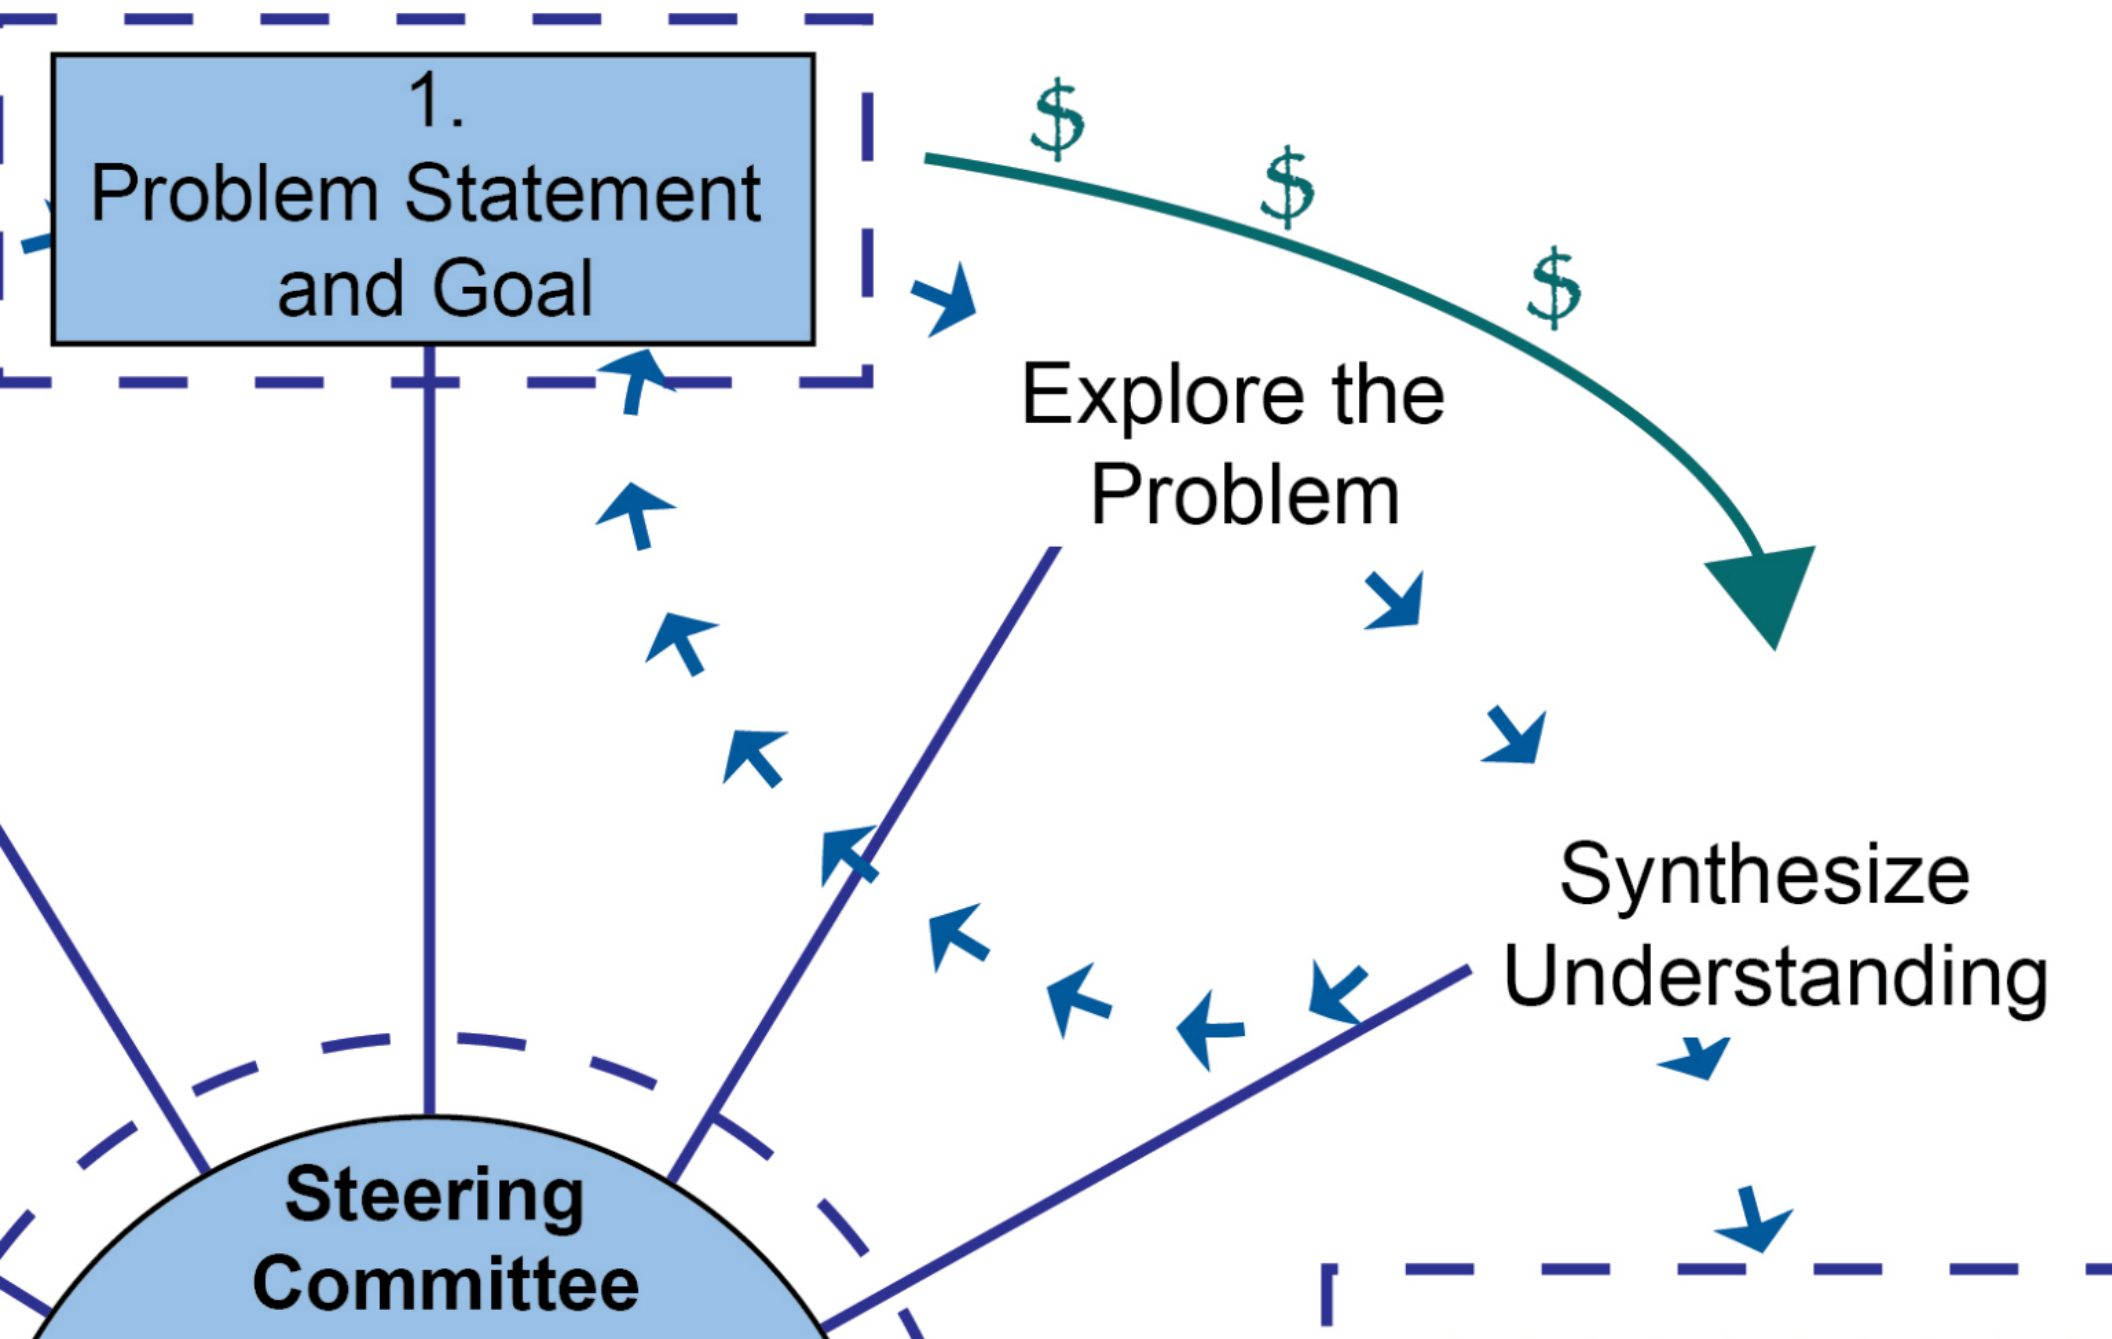 1.
Problem Statement
and Goal
$
$
$
Explore the
Problem
Synthesize
Understanding
Steering
Committee